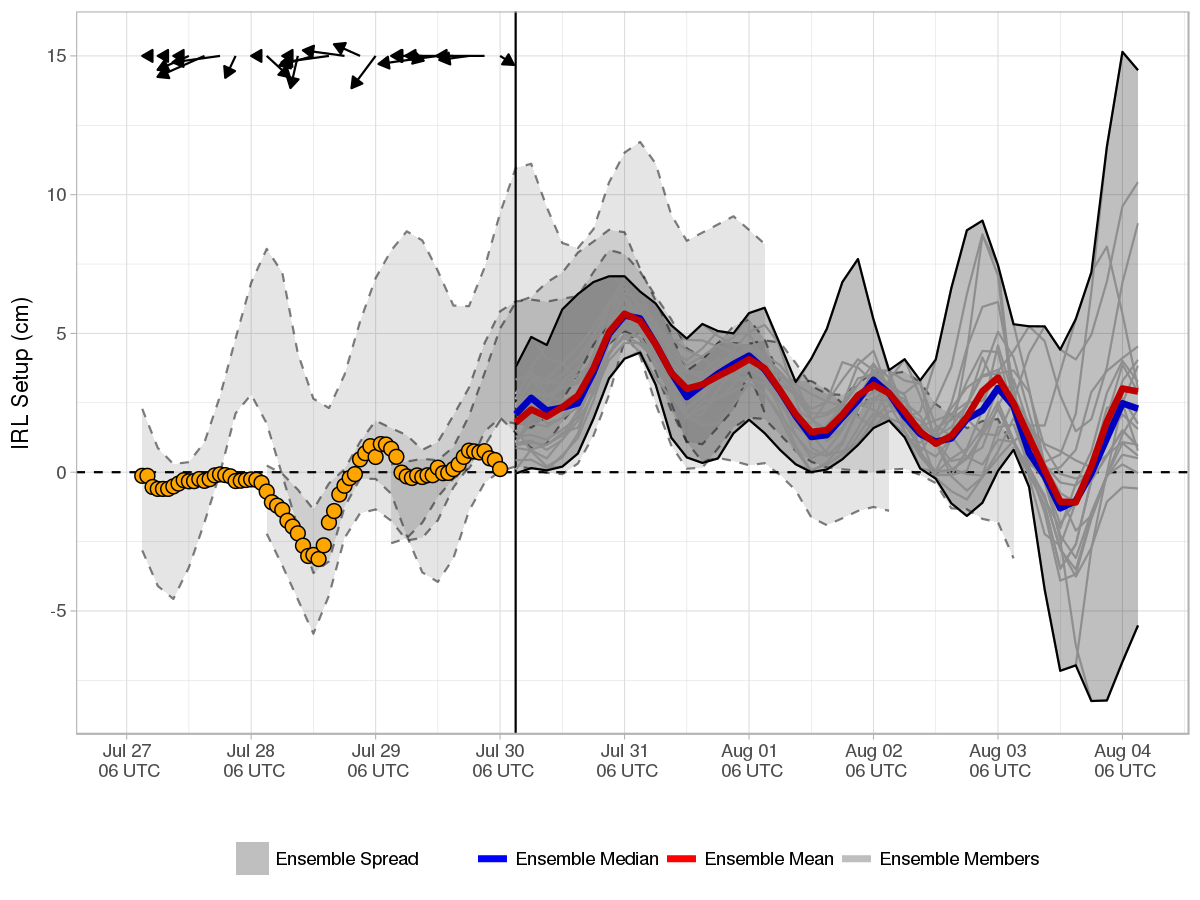 IRL Setup (cm)
15
10
5
0
-5
Jul 27 Jul 28 Jul 29 Jul 30 Jul 31 Aug 01 Aug 02 Aug 03 Aug 04
06 UTC 06 UTC 06 UTC 06 UTC 06 UTC 06 UTC 06 UTC 06 UTC 06 UTC
Ensemble Spread Ensemble Median Ensemble Mean Ensemble Members